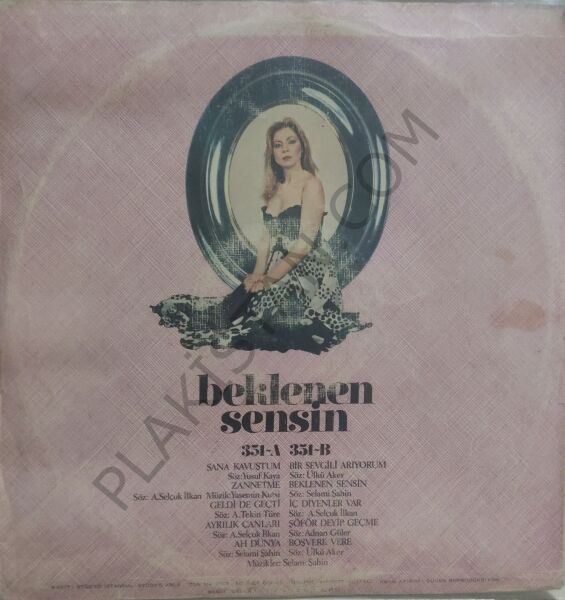 beklenen
sensin
351-A 351-B
SANA KAVUŞTUM
Söz: Yusuf Kaya
ZANNETME
Söz: A.Selçuk İlkan Müzik: Yasemin Kutsi
GELDİ DE GEÇTİ
Söz: A.Tekin Türe
AYRILIK ÇANLARI
Söz: A.Selçuk İlkan
AH DÜNYA
Söz: Selami Şahin
BİR SEVGİLİ ARIYORUM
Söz: Ülkü Aker
BEKLENEN SENSİN
Söz: Selami Şahin
İÇ DİYENLER VAR
Söz: A.Selçuk İlkan
ŞÖFÖR DEYİP GEÇME
Söz: Adnan Güler
BOŞVERE VERE
Söz: Ülkü Aker
Müzikler: Selami Şahin
PLAKİS
.COM